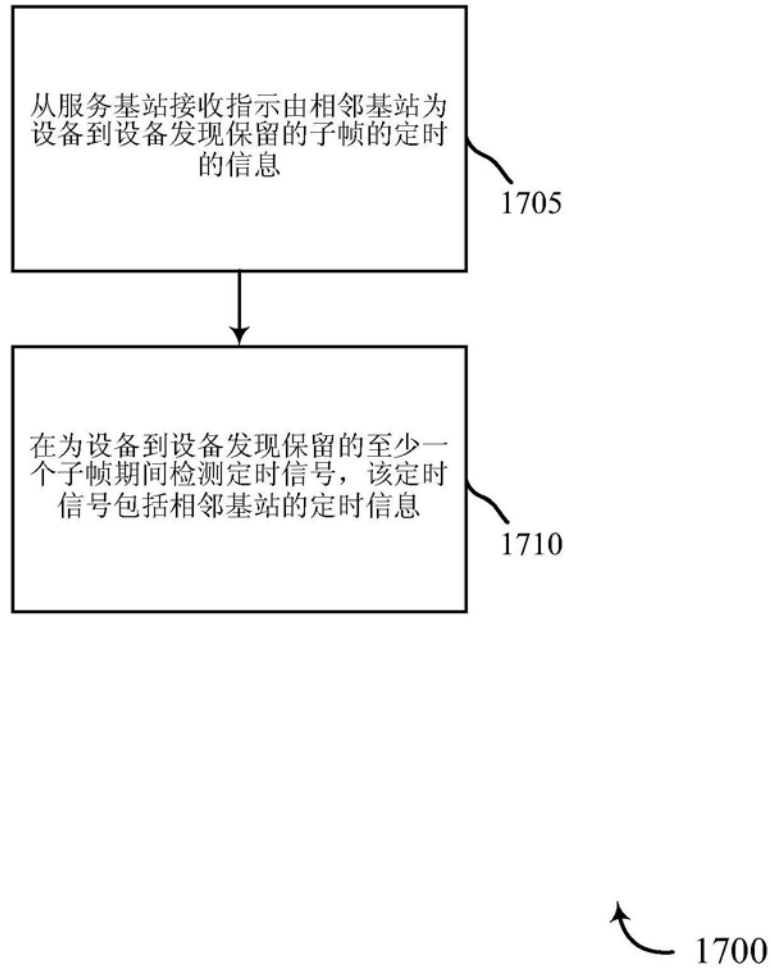 从服务基站接收指示由相邻基站为
设备到设备发现保留的子帧的定时
的信息
1705
在为设备到设备发现保留的至少一
个子帧期间检测定时信号，该定时
信号包括相邻基站的定时信息
1710
1700